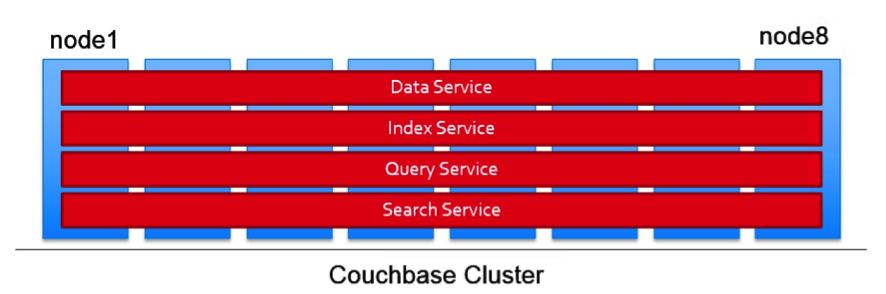 node1
node8
Data Service
Index Service
Query Service
Search Service
Couchbase Cluster